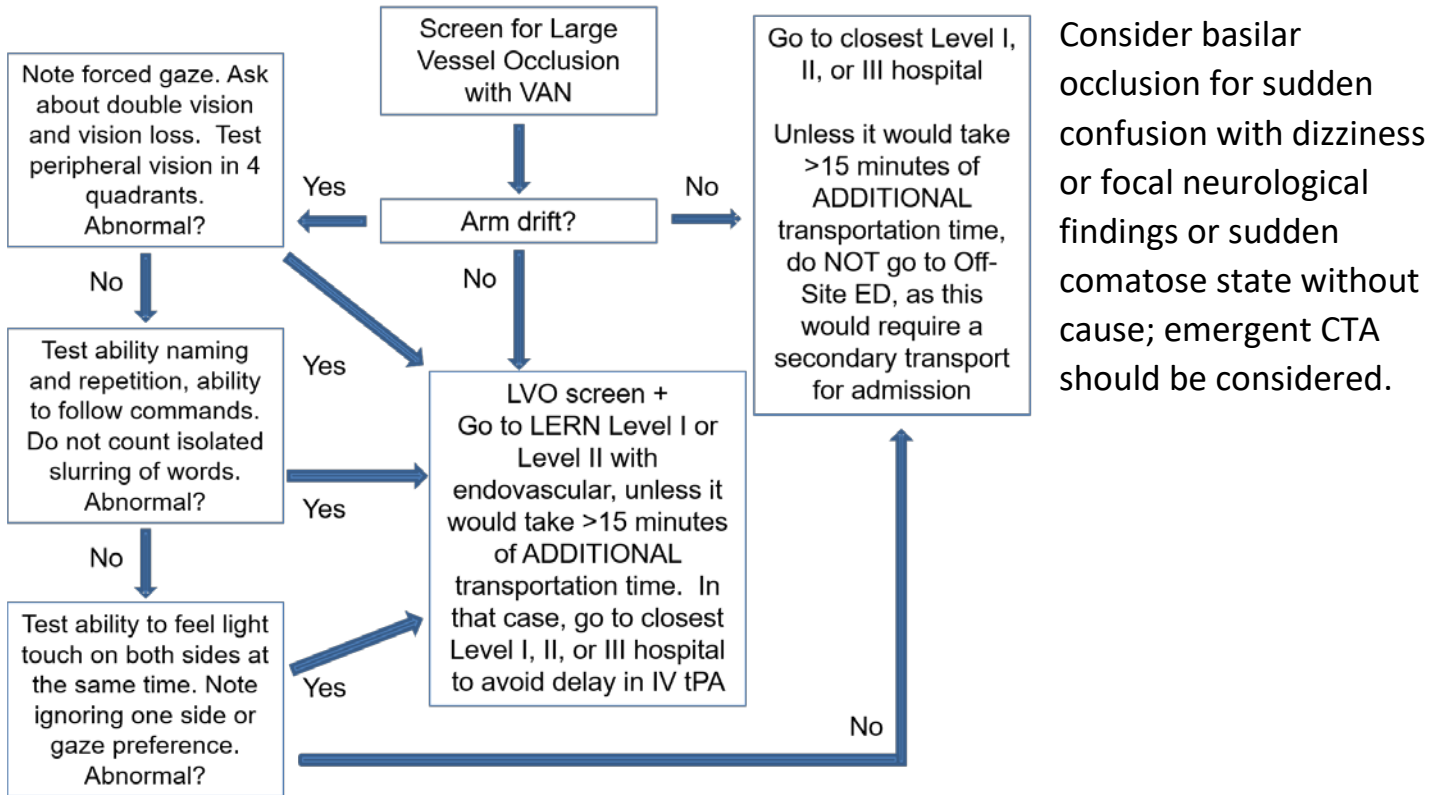 Screen for Large
Vessel Occlusion
with VAN
Arm drift?
Yes
No
No
Note forced gaze. Ask
about double vision
and vision loss.  Test
peripheral vision in 4
quadrants.
Abnormal?
No
Yes
Test ability naming
and repetition, ability
to follow commands.
Do not count isolated
slurring of words.
Abnormal?
No
Yes
Test ability to feel light
touch on both sides at
the same time. Note
ignoring one side or
gaze preference.
Abnormal?
Yes
No
LVO screen +
Go to LERN Level I or
Level II with
endovascular, unless it
would take >15 minutes
of ADDITIONAL
transportation time.  In
that case, go to closest
Level I, II, or III hospital
to avoid delay in IV tPA
Go to closest Level I,
II, or III hospital
Unless it would take
>15 minutes of
ADDITIONAL
transportation time,
do NOT go to Off-
Site ED, as this
would require a
secondary transport
for admission
Consider basilar
occlusion for sudden
confusion with dizziness
or focal neurological
findings or sudden
comatose state without
cause; emergent CTA
should be considered.